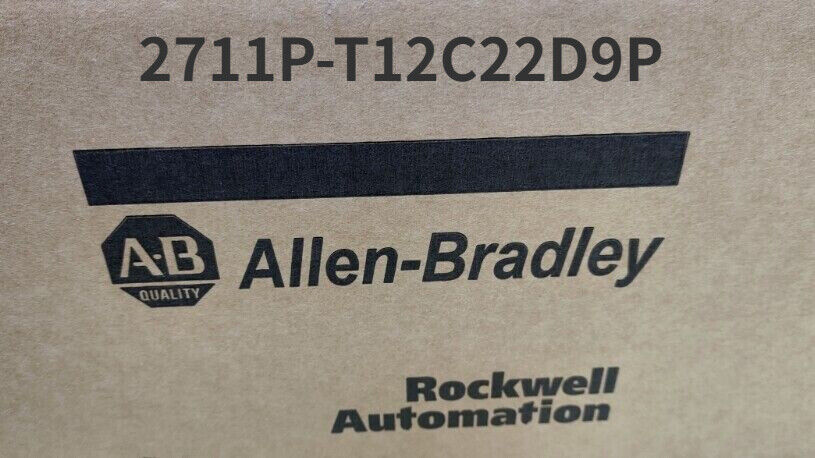 2711P-T12C22D9P
A-B
QUALITY
Allen-Bradley
Rockwell
Automation